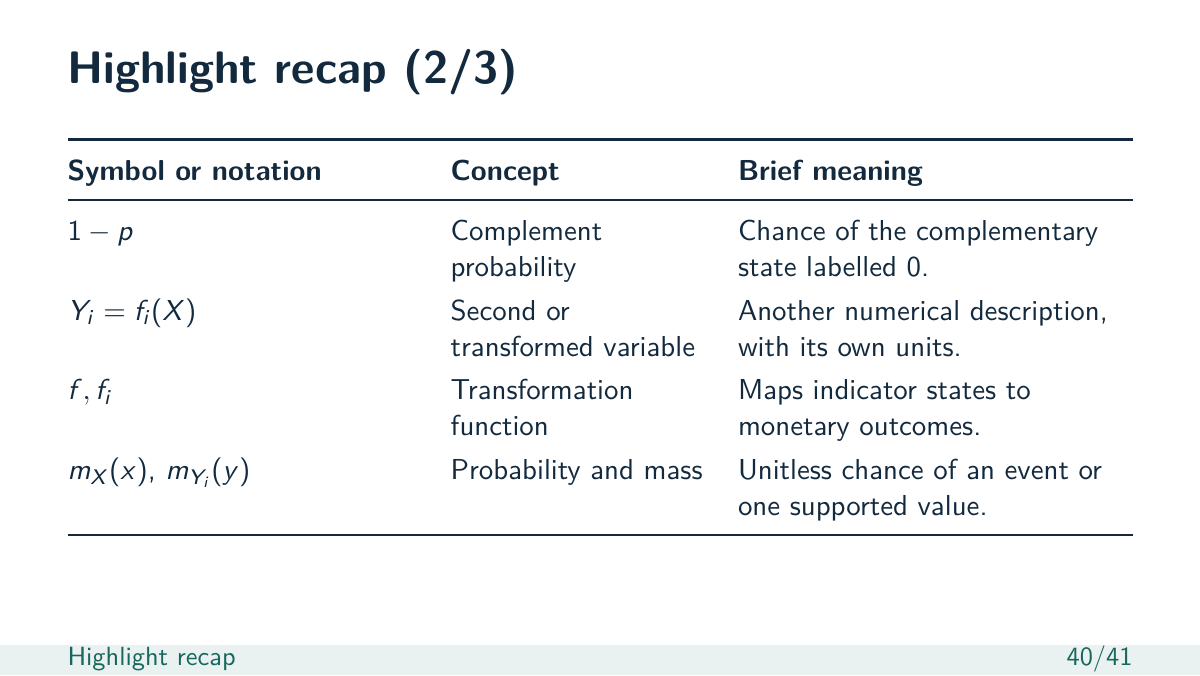 Highlight recap (2/3)
Symbol or notation Concept Brief meaning
1 − p Complement probability Chance of the complementary state labelled 0.
Yᵢ = fᵢ(X) Second or transformed variable Another numerical description, with its own units.
f, fᵢ Transformation function Maps indicator states to monetary outcomes.
m_X(x), m_{Y_i}(y) Probability and mass Unitless chance of an event or one supported value.
Highlight recap 40/41